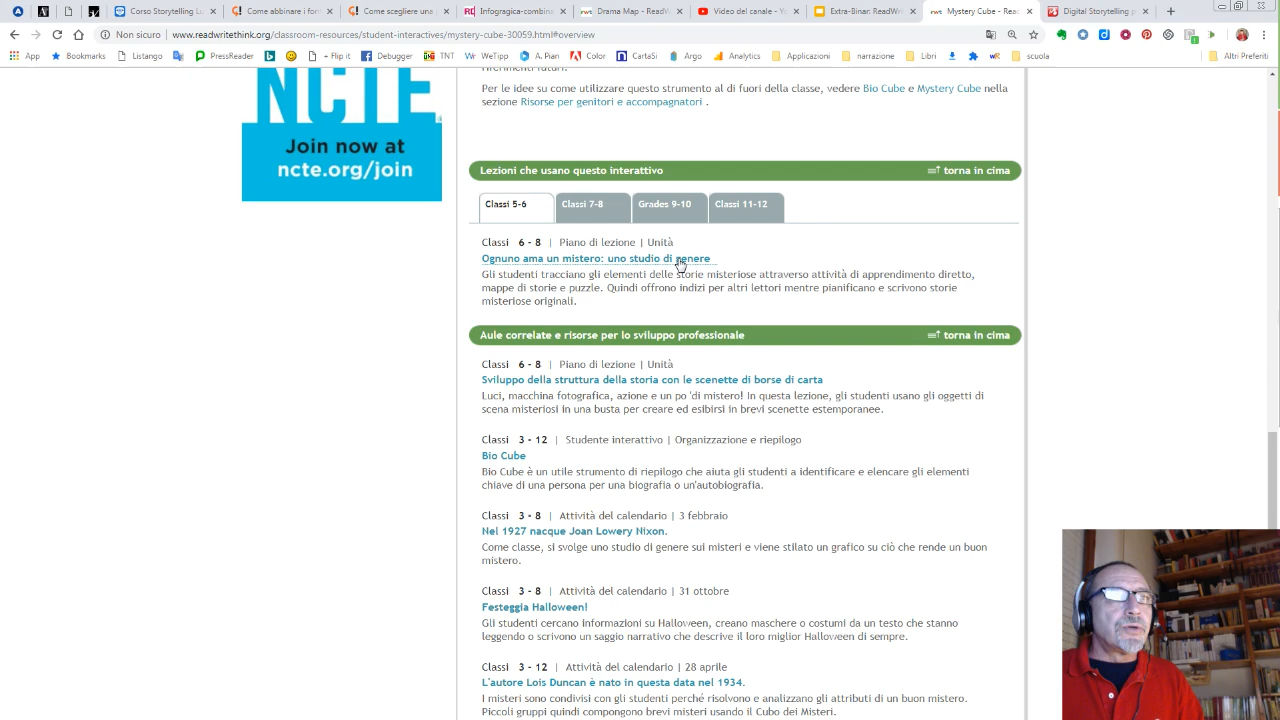 Corso Storytelling L
Come abbinare i fon
Come scegliere una
Infogragica-combina
Drama Map - ReadW
Video del canale - W
Extra-Binar: ReadWri
Mystery Cube - Reac
Digital Storytelling p
Non sicuro | www.readwritethink.org/classroom-resources/student-interactives/mystery-cube-30059.html#overview
App Bookmarks Listango PressReader + Flipit Debugger TNT WeTipp A. Pian Color CartaSi Argo Analytics Applicazioni narrazione Libri wR scuola Altri Preferiti
NCTE
Join now at
ncte.org/join
riferimenti futuri.
Per le idee su come utilizzare questo strumento al di fuori della classe, vedere Bio Cube e Mystery Cube nella
sezione Risorse per genitori e accompagnatori .
Lezioni che usano questo interattivo torna in cima
Classi 5-6 Classi 7-8 Grades 9-10 Classi 11-12
Classi 6 - 8 | Piano di lezione | Unità
Ognuno ama un mistero: uno studio di genere
Gli studenti tracciano gli elementi delle storie misteriose attraverso attività di apprendimento diretto,
mappe di storie e puzzle. Quindi offrono indizi per altri lettori mentre pianificano e scrivono storie
misteriose originali.
Aule correlate e risorse per lo sviluppo professionale torna in cima
Classi 6 - 8 | Piano di lezione | Unità
Sviluppo della struttura della storia con le scenette di borse di carta
Luci, macchina fotografica, azione e un po 'di mistero! In questa lezione, gli studenti usano gli oggetti di
scena misteriosi in una busta per creare ed esibirsi in brevi scenette estemporanee.
Classi 3 - 12 | Studente interattivo | Organizzazione e riepilogo
Bio Cube
Bio Cube è un utile strumento di riepilogo che aiuta gli studenti a identificare e elencare gli elementi
chiave di una persona per una biografia o un'autobiografia.
Classi 3 - 8 | Attività del calendario | 3 febbraio
Nel 1927 nacque Joan Lowery Nixon.
Come classe, si svolge uno studio di genere sui misteri e viene stilato un grafico su ciò che rende un buon
mistero.
Classi 3 - 8 | Attività del calendario | 31 ottobre
Festeggia Halloween!
Gli studenti cercano informazioni su Halloween, creano maschere o costumi da un testo che stanno
leggendo o scrivono un saggio narrativo che descrive il loro miglior Halloween di sempre.
Classi 3 - 12 | Attività del calendario | 28 aprile
L'autore Lois Duncan è nato in questa data nel 1934.
I misteri sono condivisi con gli studenti perché risolvono e analizzano gli attributi di un buon mistero.
Piccoli gruppi quindi compongono brevi misteri usando il Cubo dei Misteri.